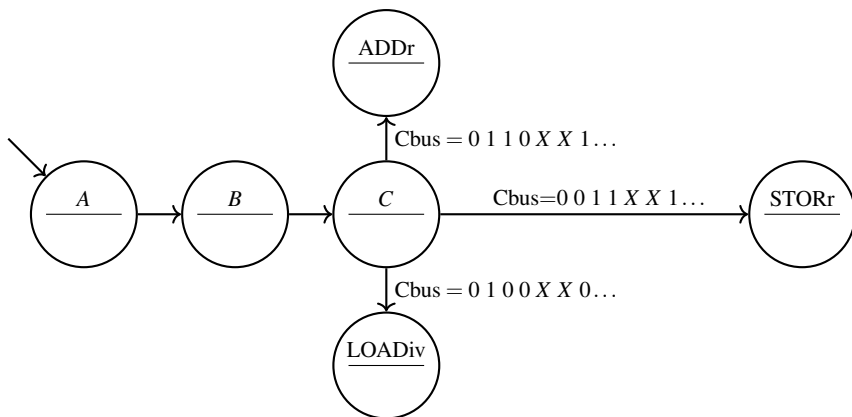 ADDr
Cbus = 0 1 1 0 X X 1...
A
B
C
Cbus=0 0 1 1 X X 1...
STORr
Cbus = 0 1 0 0 X X 0...
LOADiv